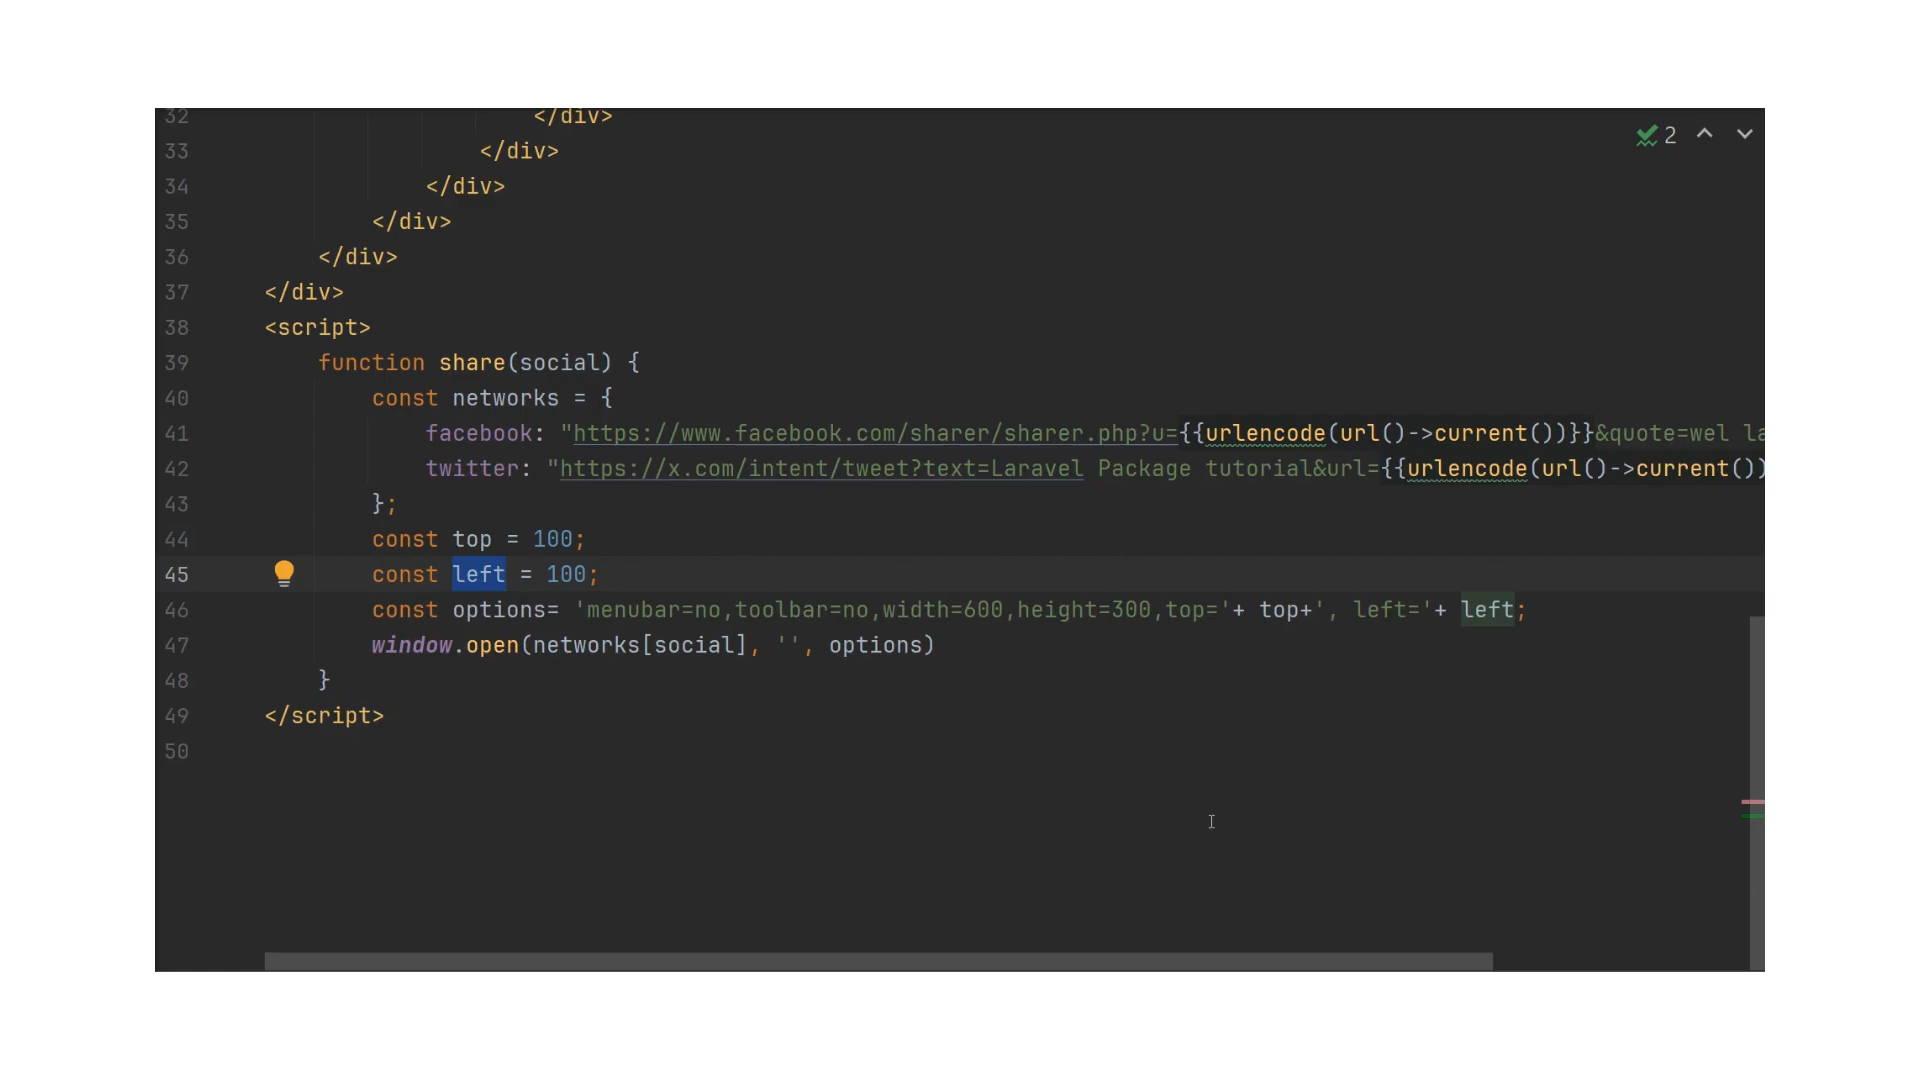 2
32 </div>
33 </div>
34 </div>
35 </div>
36 </div>
37 </div>
38 <script>
39 function share(social) {
40 const networks = {
41 facebook: "https://www.facebook.com/sharer/sharer.php?u={{urlencode(url()->current())}}&quote=wel la
42 twitter: "https://x.com/intent/tweet?text=Laravel Package tutorial&url={{urlencode(url()->current())
43 };
44 const top = 100;
45 const left = 100;
46 const options= 'menubar=no,toolbar=no,width=600,height=300,top='+ top+', left='+ left;
47 window.open(networks[social], '', options)
48 }
49 </script>
50